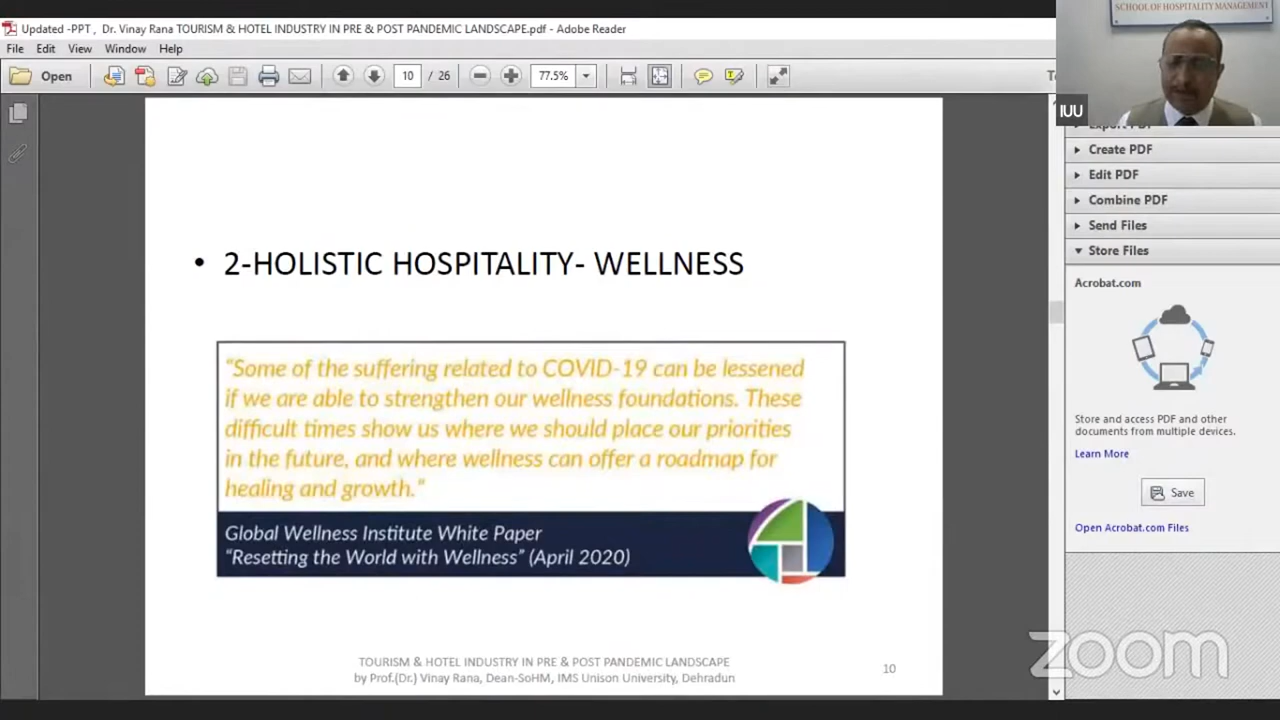 Updated -PPT , Dr. Vinay Rana TOURISM & HOTEL INDUSTRY IN PRE & POST PANDEMIC LANDSCAPE.pdf - Adobe Reader
SCHOOL OF HOSPITALITY MANAGEMENT
File Edit View Window Help
Open 10 / 26 77.5%
IUU
Create PDF
Edit PDF
Combine PDF
Send Files
Store Files
Acrobat.com
Store and access PDF and other
documents from multiple devices.
Learn More
Save
Open Acrobat.com Files
• 2-HOLISTIC HOSPITALITY- WELLNESS
“Some of the suffering related to COVID-19 can be lessened
if we are able to strengthen our wellness foundations. These
difficult times show us where we should place our priorities
in the future, and where wellness can offer a roadmap for
healing and growth.”
Global Wellness Institute White Paper
“Resetting the World with Wellness” (April 2020)
TOURISM & HOTEL INDUSTRY IN PRE & POST PANDEMIC LANDSCAPE
by Prof.(Dr.) Vinay Rana, Dean-SoHM, IMS Unison University, Dehradun
10
zoom